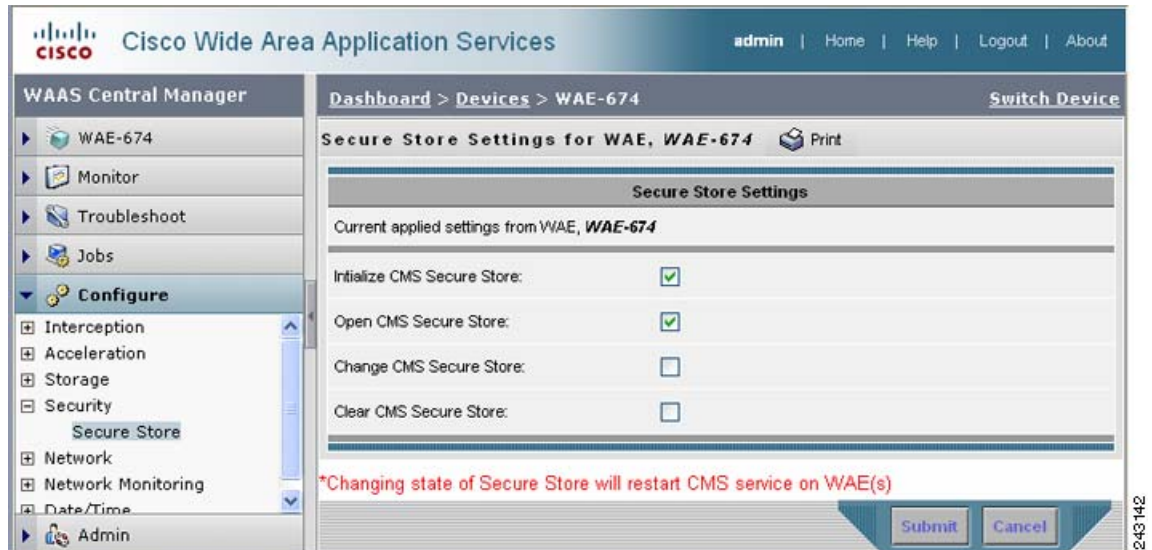 cisco Cisco Wide Area Application Services
admin | Home | Help | Logout | About
WAAS Central Manager
WAE-674
Monitor
Troubleshoot
Jobs
Configure
Interception
Acceleration
Storage
Security
Secure Store
Network
Network Monitoring
Date/Time
Admin
Dashboard > Devices > WAE-674
Switch Device
Secure Store Settings for WAE, WAE-674 Print
Secure Store Settings
Current applied settings from WAE, WAE-674
Intialize CMS Secure Store:
Open CMS Secure Store:
Change CMS Secure Store:
Clear CMS Secure Store:
*Changing state of Secure Store will restart CMS service on WAE(s)
Submit Cancel
243142